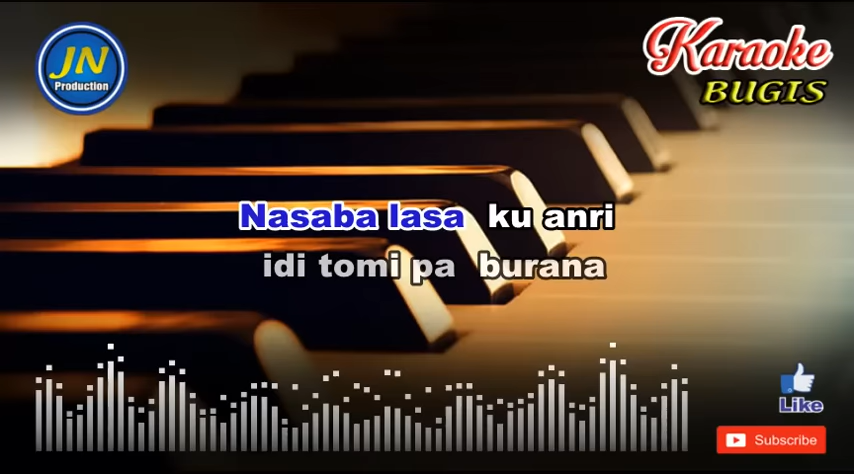 JN
Production
Karaoke
BUGIS
Nasaba lasa ku anri
idi tomi pa burana
Like
Subscribe